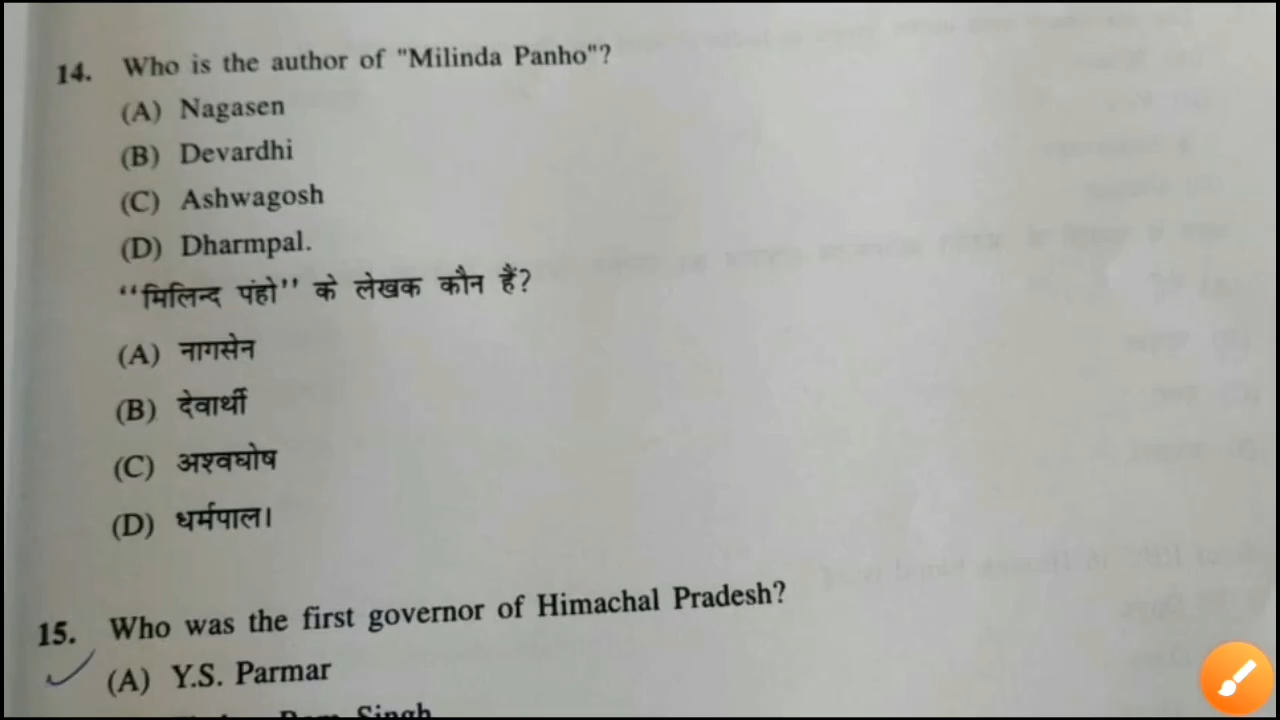 14. Who is the author of "Milinda Panho"?
(A) Nagasen
(B) Devardhi
(C) Ashwagosh
(D) Dharmpal.
‘‘मिलिन्द पंहो’’ के लेखक कौन हैं?
(A) नागसेन
(B) देवार्थी
(C) अश्वघोष
(D) धर्मपाल।
15. Who was the first governor of Himachal Pradesh?
(A) Y.S. Parmar
Singh